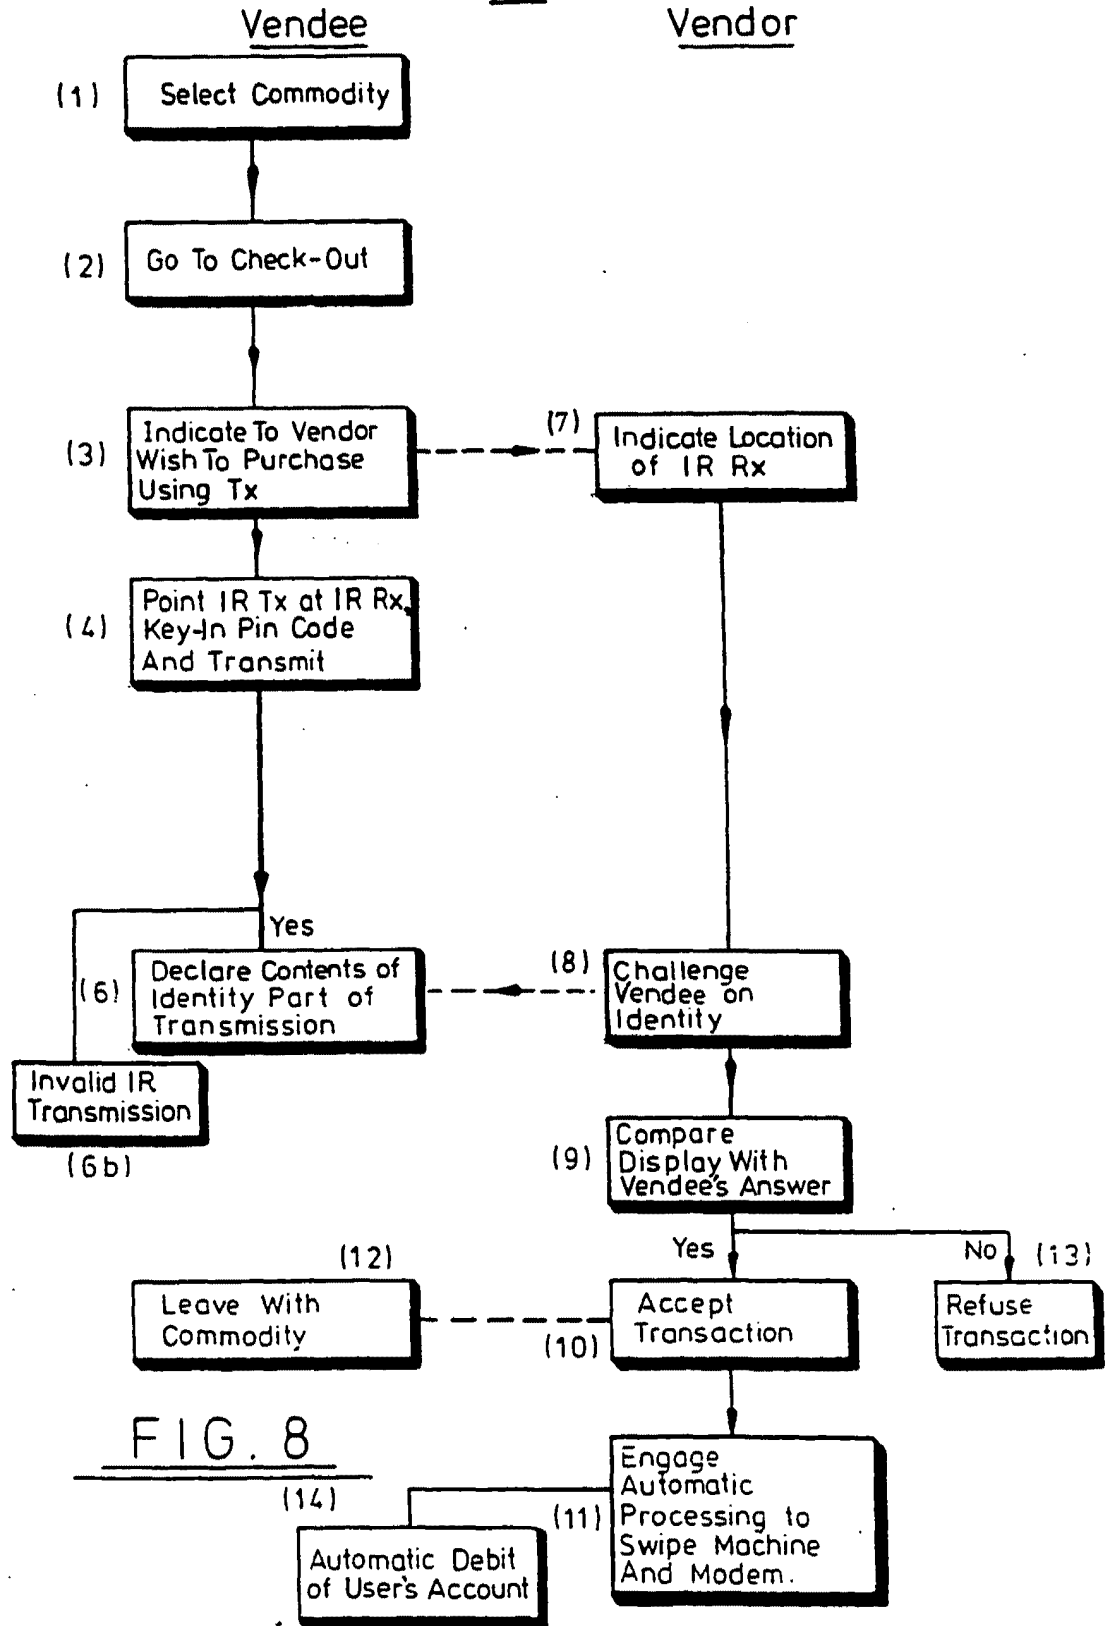 Vendee
Vendor
(1)
Select Commodity
(2)
Go To Check-Out
(3)
Indicate To Vendor
Wish To Purchase
Using Tx
(7)
Indicate Location
of IR Rx
(4)
Point IR Tx at IR Rx,
Key-In Pin Code
And Transmit
Yes
(6)
Declare Contents of
Identity Part of
Transmission
(8)
Challenge
Vendee on
Identity
Invalid IR
Transmission
(6b)
(9)
Compare
Display With
Vendee's Answer
Yes
No
(13)
(12)
Leave With
Commodity
(10)
Accept
Transaction
Refuse
Transaction
FIG. 8
(11)
Engage
Automatic
Processing to
Swipe Machine
And Modem.
(14)
Automatic Debit
of User's Account